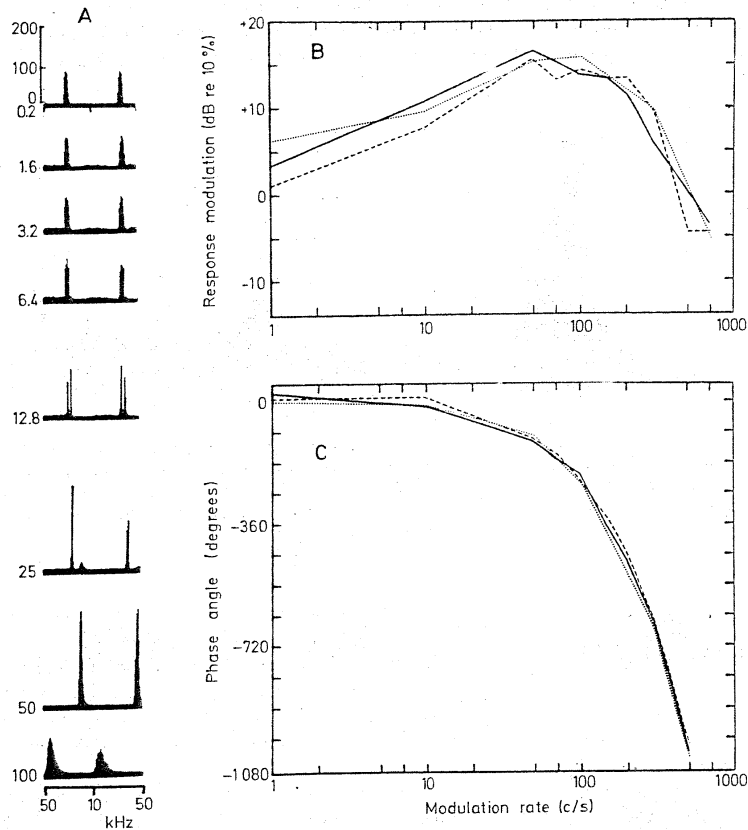 A
200
100
0
0.2
1.6
3.2
6.4
12.8
25
50
100
50 10 50
kHz
B
Response modulation (dB re 10%)
+20
+10
0
-10
1 10 100 1000
C
Phase angle (degrees)
0
-360
-720
-1080
1 10 100 1000
Modulation rate (c/s)